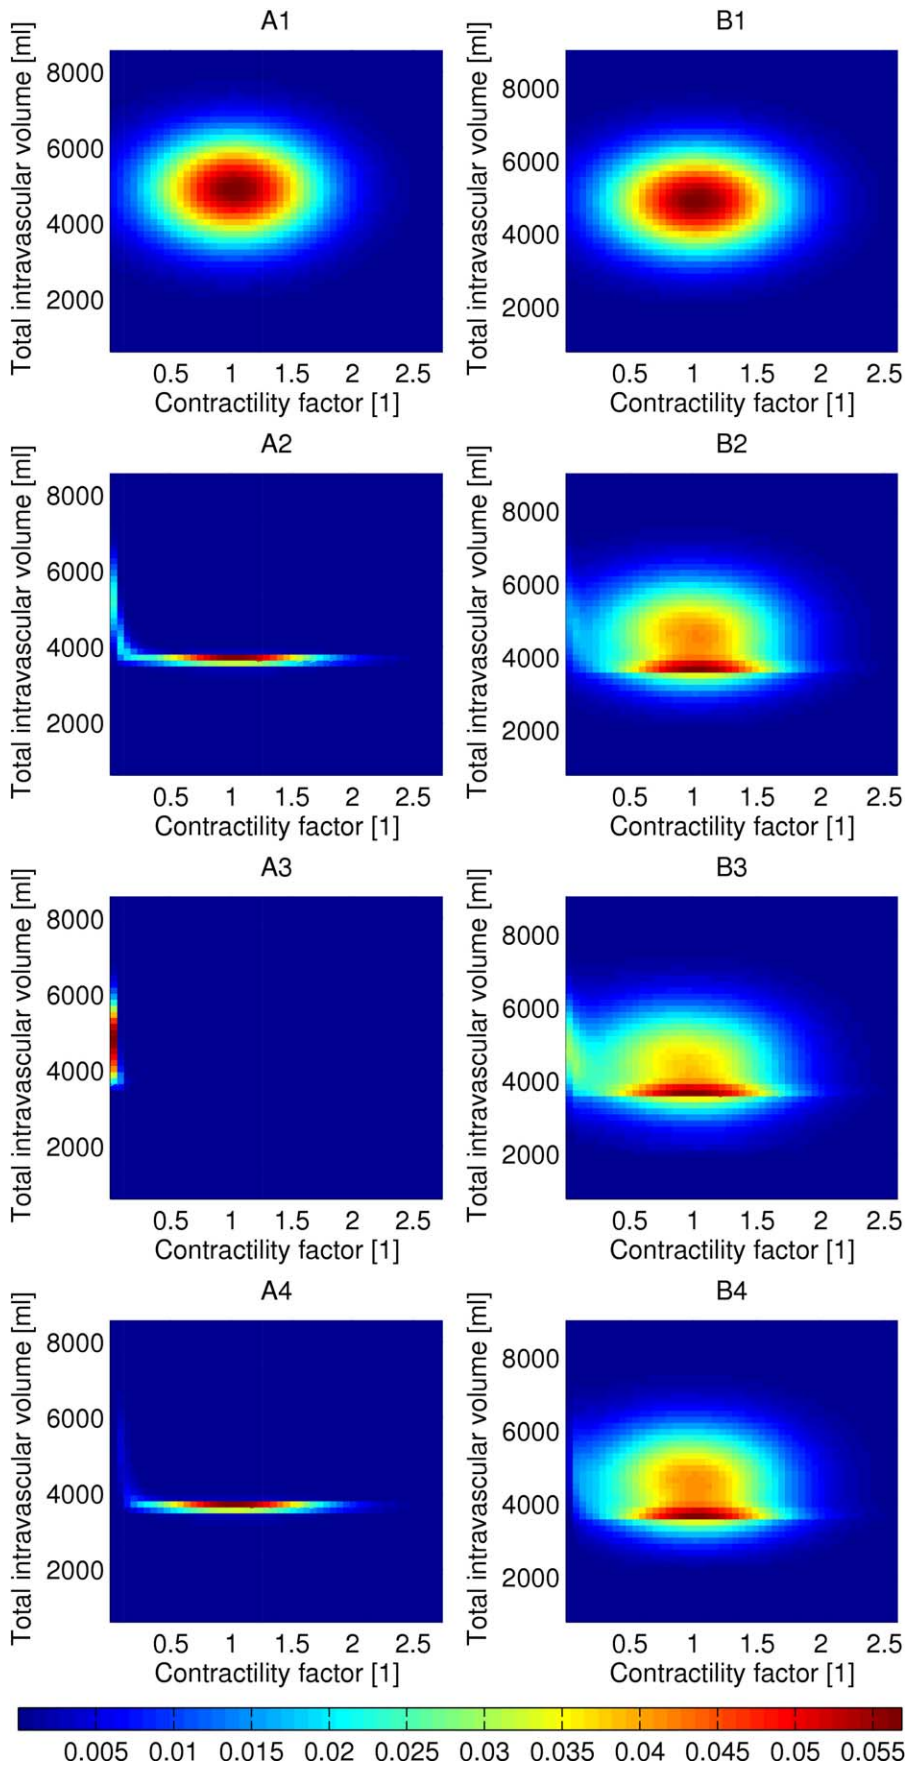 A1 B1
Total intravascular volume [ml]
8000
6000
4000
2000
0.5 1 1.5 2 2.5
Contractility factor [1]
Total intravascular volume [ml]
8000
6000
4000
2000
0.5 1 1.5 2 2.5
Contractility factor [1]
A2 B2
Total intravascular volume [ml]
8000
6000
4000
2000
0.5 1 1.5 2 2.5
Contractility factor [1]
Total intravascular volume [ml]
8000
6000
4000
2000
0.5 1 1.5 2 2.5
Contractility factor [1]
A3 B3
Total intravascular volume [ml]
8000
6000
4000
2000
0.5 1 1.5 2 2.5
Contractility factor [1]
Total intravascular volume [ml]
8000
6000
4000
2000
0.5 1 1.5 2 2.5
Contractility factor [1]
A4 B4
Total intravascular volume [ml]
8000
6000
4000
2000
0.5 1 1.5 2 2.5
Contractility factor [1]
Total intravascular volume [ml]
8000
6000
4000
2000
0.5 1 1.5 2 2.5
Contractility factor [1]
0.005 0.01 0.015 0.02 0.025 0.03 0.035 0.04 0.045 0.05 0.055